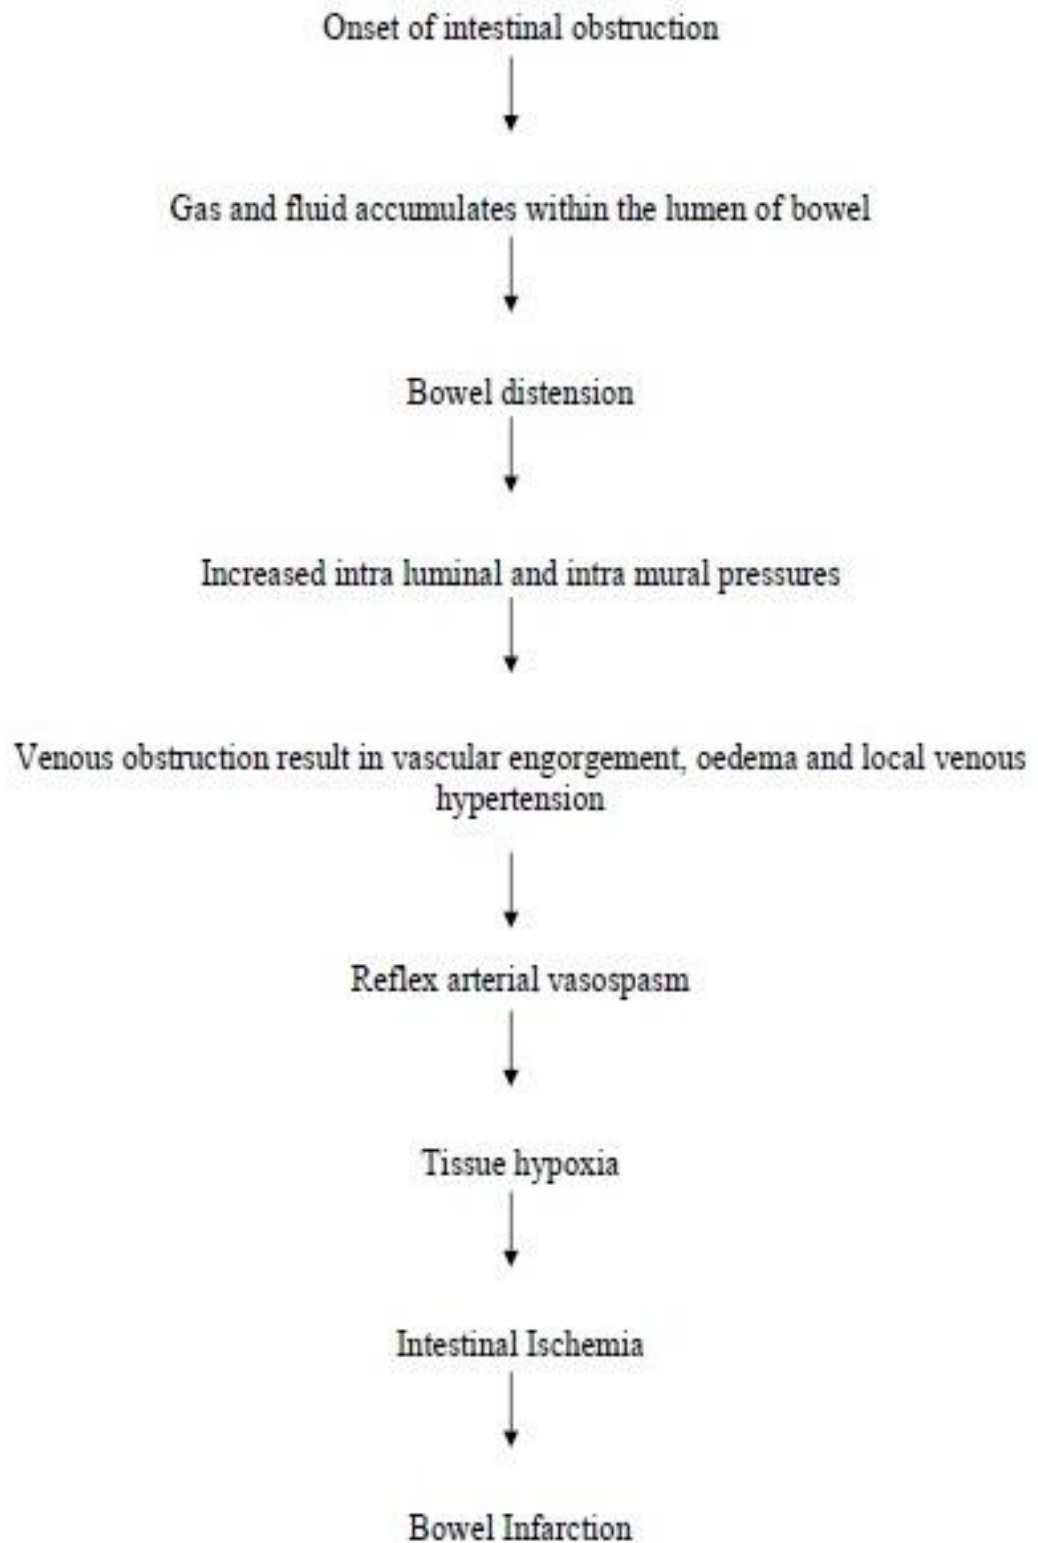 Onset of intestinal obstruction
Gas and fluid accumulates within the lumen of bowel
Bowel distension
Increased intra luminal and intra mural pressures
Venous obstruction result in vascular engorgement, oedema and local venous
hypertension
Reflex arterial vasospasm
Tissue hypoxia
Intestinal Ischemia
Bowel Infarction